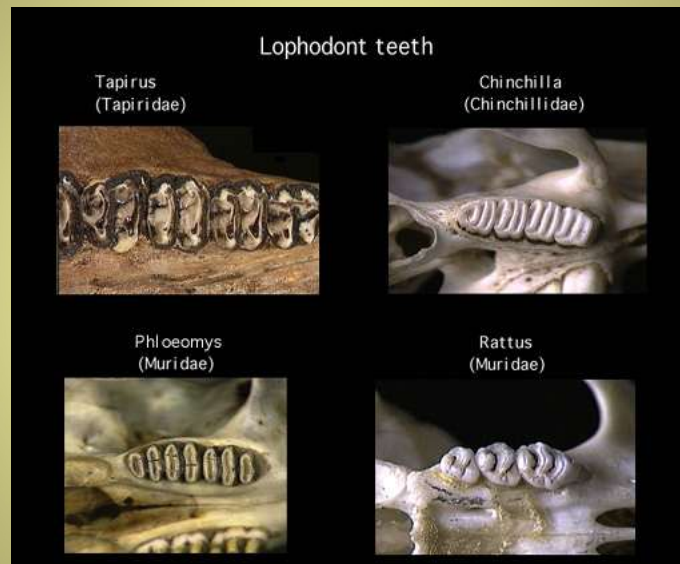 Lophodont teeth
Tapirus
(Tapiridae)
Chinchilla
(Chinchillidae)
Phloeomys
(Muridae)
Rattus
(Muridae)